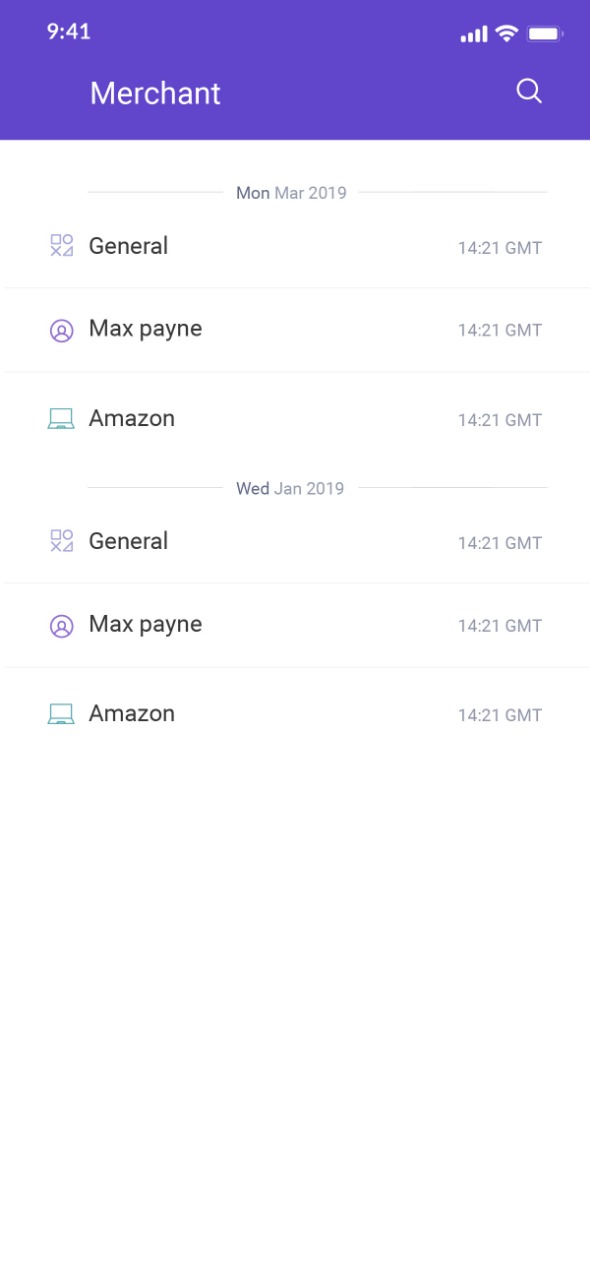 9:41
Merchant
Mon Mar 2019
General 14:21 GMT
Max payne 14:21 GMT
Amazon 14:21 GMT
Wed Jan 2019
General 14:21 GMT
Max payne 14:21 GMT
Amazon 14:21 GMT